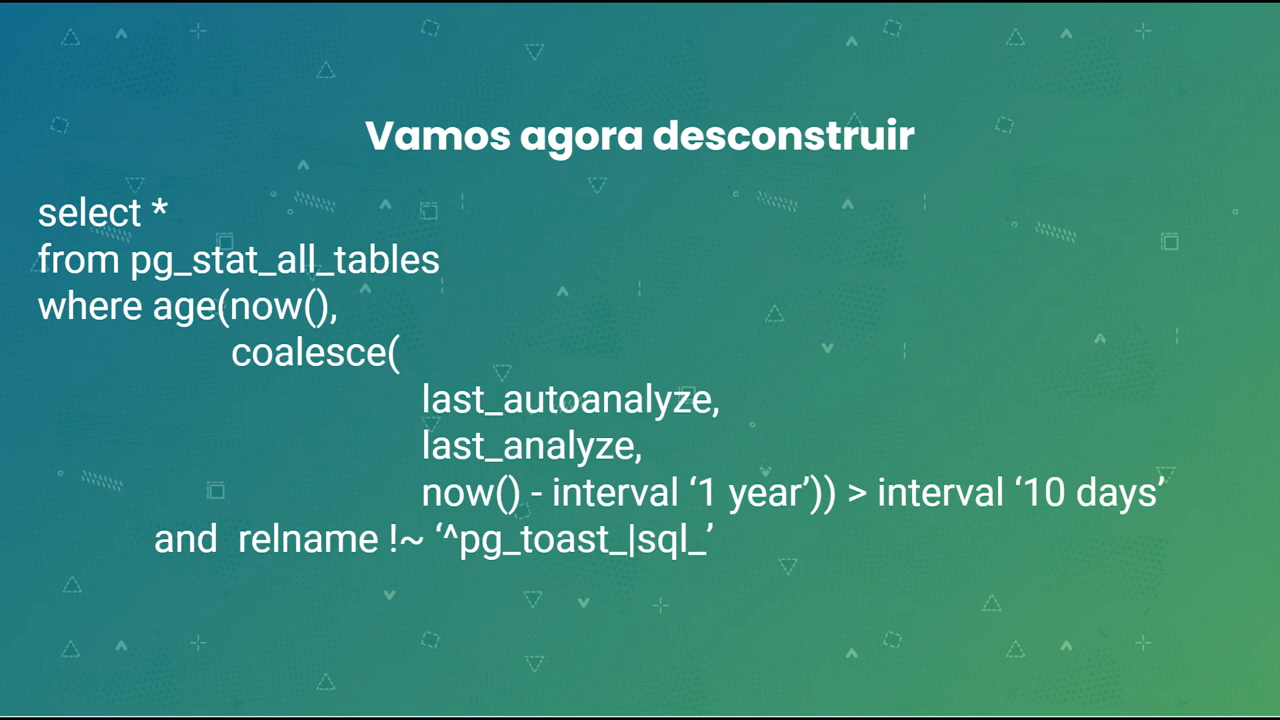 Vamos agora desconstruir
select *
from pg_stat_all_tables
where age(now(),
coalesce(
last_autoanalyze,
last_analyze,
now() - interval ‘1 year’)) > interval ‘10 days’
and relname !~ ‘^pg_toast_|sql_’